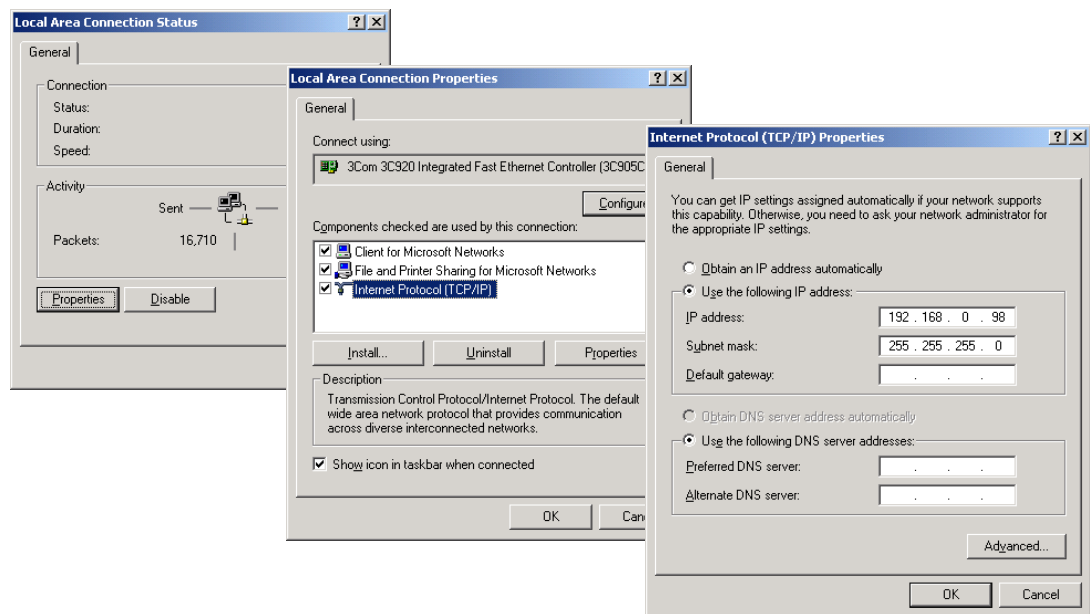 Local Area Connection Status
General
Connection
Status:
Duration:
Speed:
Activity
Sent
Packets: 16,710
Properties Disable
Local Area Connection Properties
General
Connect using:
3Com 3C920 Integrated Fast Ethernet Controller (3C905C
Configure
Components checked are used by this connection:
Client for Microsoft Networks
File and Printer Sharing for Microsoft Networks
Internet Protocol (TCP/IP)
Install... Uninstall Properties
Description
Transmission Control Protocol/Internet Protocol. The default
wide area network protocol that provides communication
across diverse interconnected networks.
Show icon in taskbar when connected
OK Can
Internet Protocol (TCP/IP) Properties
General
You can get IP settings assigned automatically if your network supports
this capability. Otherwise, you need to ask your network administrator for
the appropriate IP settings.
Obtain an IP address automatically
Use the following IP address:
IP address: 192 . 168 . 0 . 98
Subnet mask: 255 . 255 . 255 . 0
Default gateway: . . .
Obtain DNS server address automatically
Use the following DNS server addresses:
Preferred DNS server: . . .
Alternate DNS server: . . .
Advanced...
OK Cancel